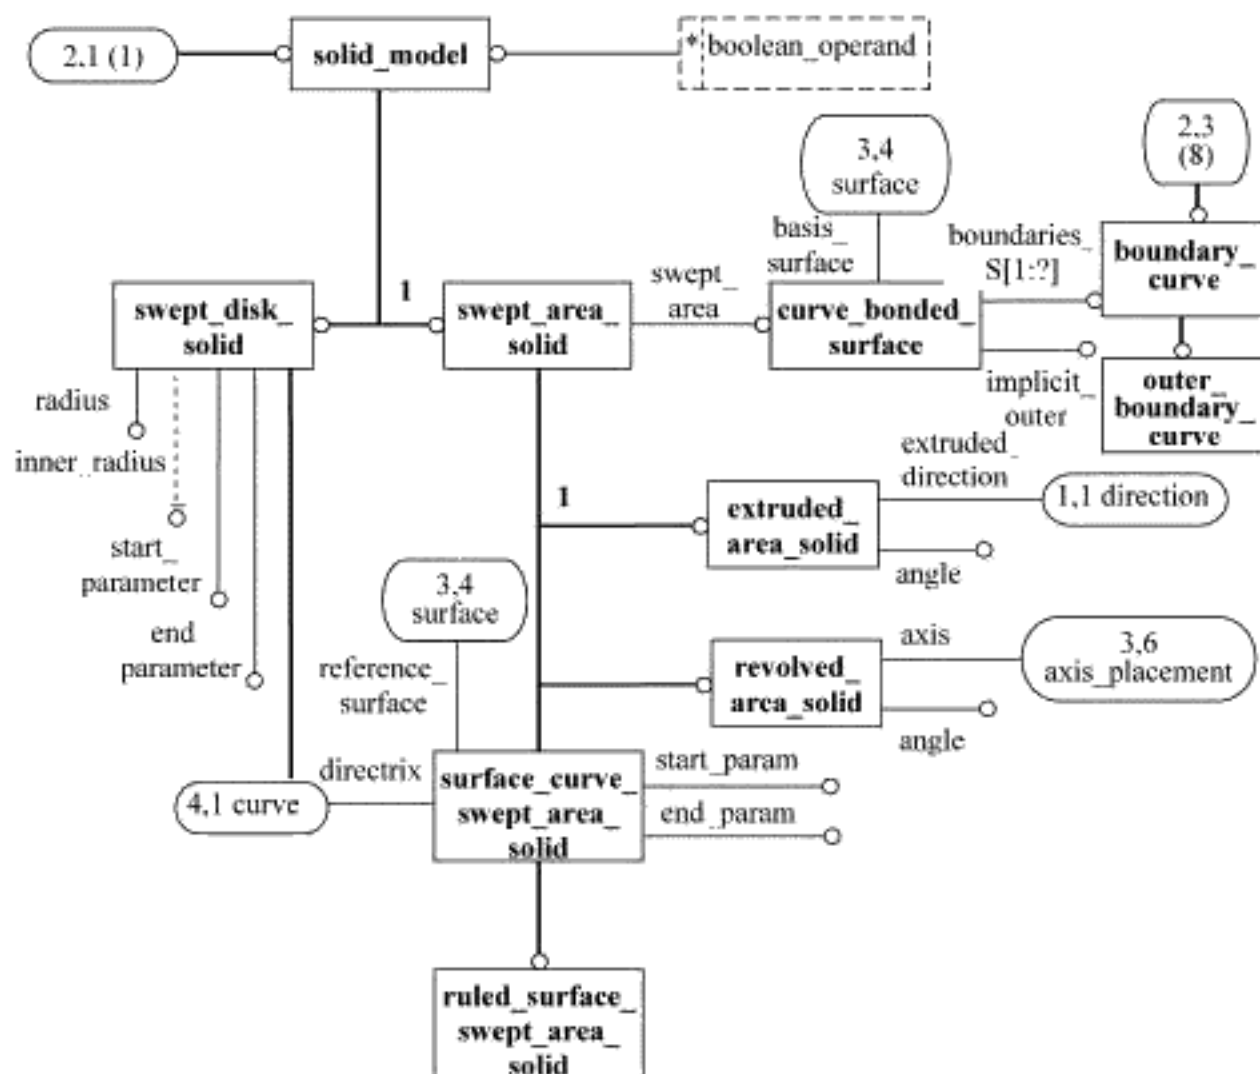 2,1 (1)
solid_model
* boolean_operand
3,4
surface
2,3
(8)
basis_
surface
boundaries_
S[1:?]
boundary_
curve
swept_disk_
solid
1
swept_area_
solid
swept_
area
curve_bonded_
surface
implicit_
outer
outer_
boundary_
curve
radius
inner_radius
start_
parameter
end
parameter
1
extruded_
area_solid
extruded_
direction
1,1 direction
angle
3,4
surface
reference_
surface
revolved_
area_solid
axis
3,6
axis_placement
angle
directrix
4,1 curve
surface_curve_
swept_area_
solid
start_param
end_param
ruled_surface_
swept_area_
solid